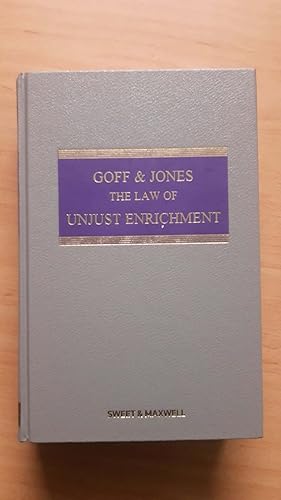 GOFF & JONES
THE LAW OF
UNJUST ENRICHMENT
SWEET & MAXWELL